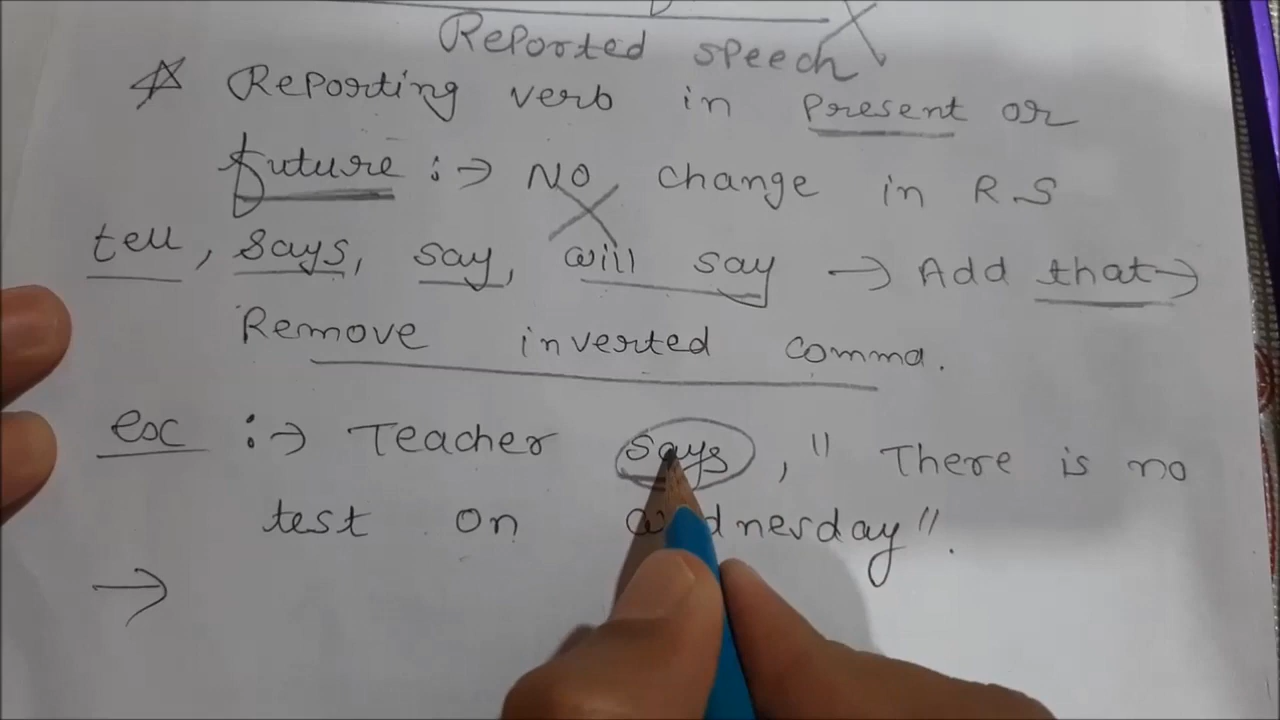 Reported speech
Reporting verb in present or
future :→ NO change in R.S
tell, says, say, will say → Add that →
Remove inverted comma.
ex :→ Teacher says, " There is no
test on wednesday".
→